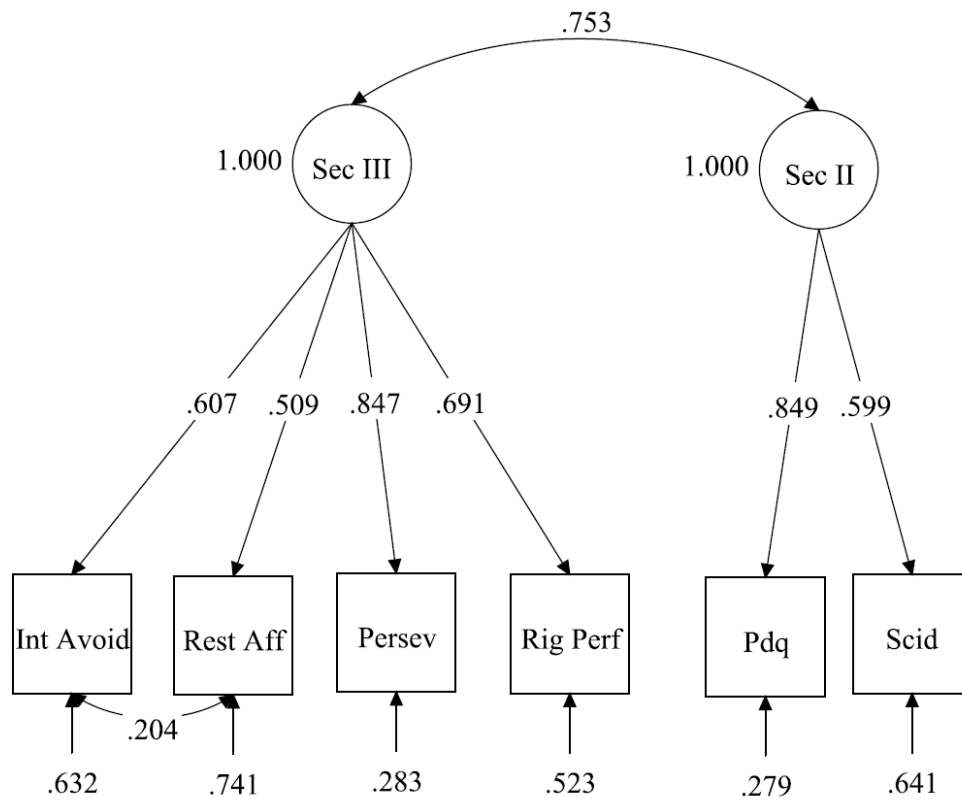 .753
1.000
Sec III
1.000
Sec II
.607
.509
.847
.691
.849
.599
Int Avoid
Rest Aff
Persev
Rig Perf
Pdq
Scid
.204
.632
.741
.283
.523
.279
.641